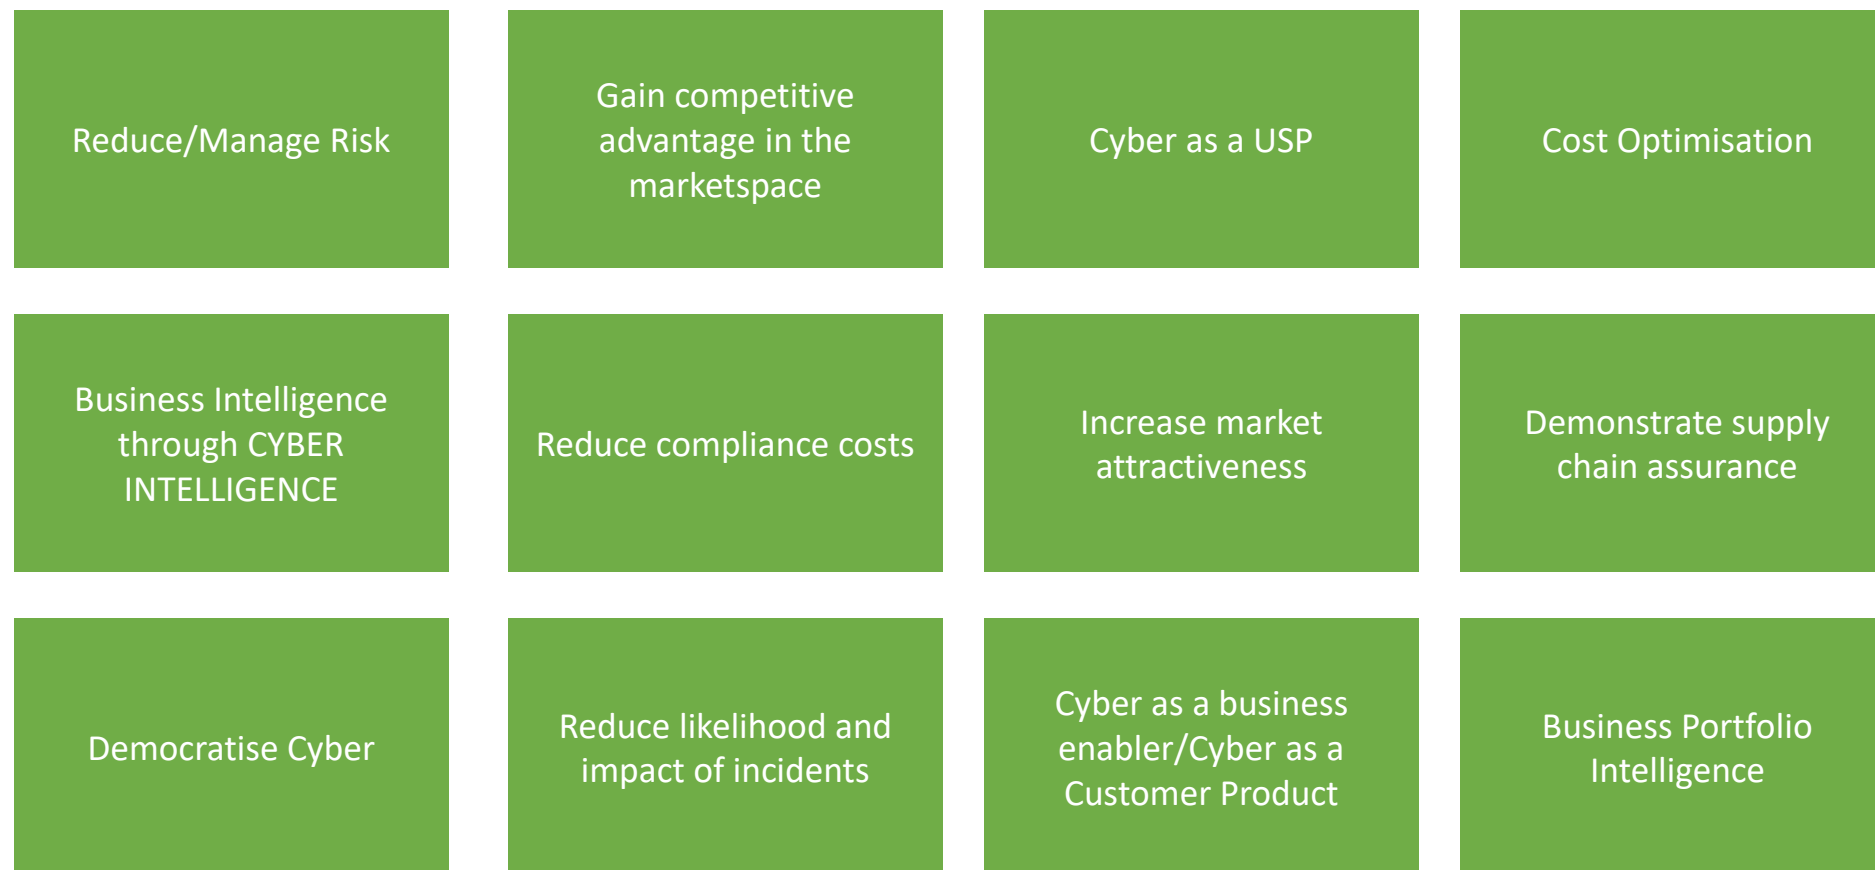 Reduce/Manage Risk
Gain competitive
advantage in the
marketspace
Cyber as a USP
Cost Optimisation
Business Intelligence
through CYBER
INTELLIGENCE
Reduce compliance costs
Increase market
attractiveness
Demonstrate supply
chain assurance
Democratise Cyber
Reduce likelihood and
impact of incidents
Cyber as a business
enabler/Cyber as a
Customer Product
Business Portfolio
Intelligence